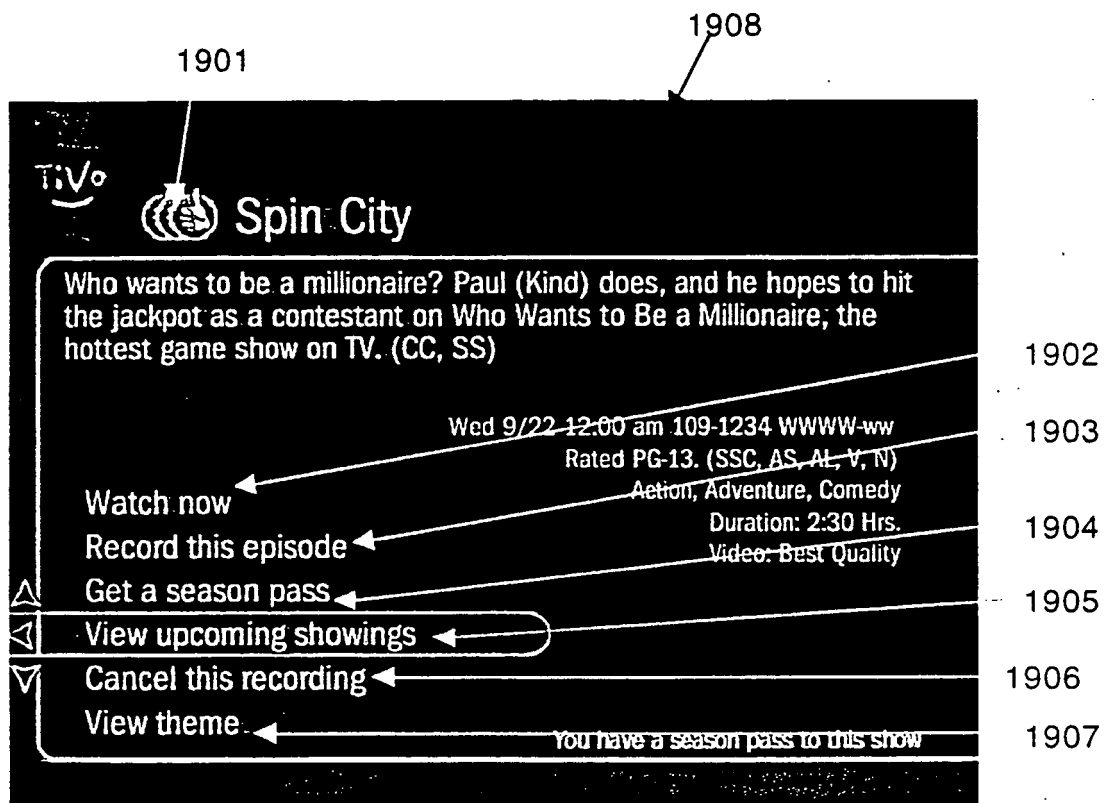 1908
1901
TiVo
Spin City
Who wants to be a millionaire? Paul (Kind) does, and he hopes to hit
the jackpot as a contestant on Who Wants to Be a Millionaire, the
hottest game show on TV. (CC, SS)
1902
Wed 9/22 12:00 am 109-1234 WWWW-ww
1903
Rated PG-13. (SSC, AS, AL, V, N)
Action, Adventure, Comedy
Watch now
Duration: 2:30 Hrs.
1904
Record this episode
Video: Best Quality
Get a season pass
1905
View upcoming showings
Cancel this recording
1906
View theme
1907
You have a season pass to this show